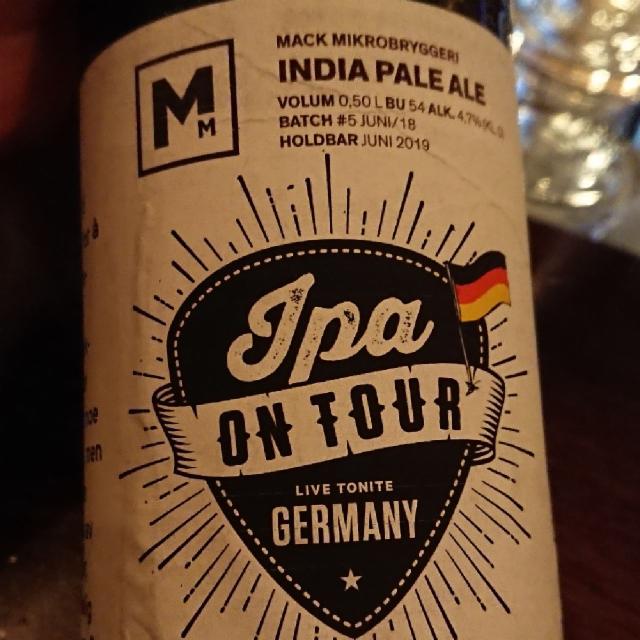 MM
MACK MIKROBRYGGERI
INDIA PALE ALE
VOLUM 0,50 L BU 54 ALK. 4,7%
BATCH #5 JUNI/18
HOLDBAR JUNI 2019
Ipa
ON TOUR
LIVE TONITE
GERMANY